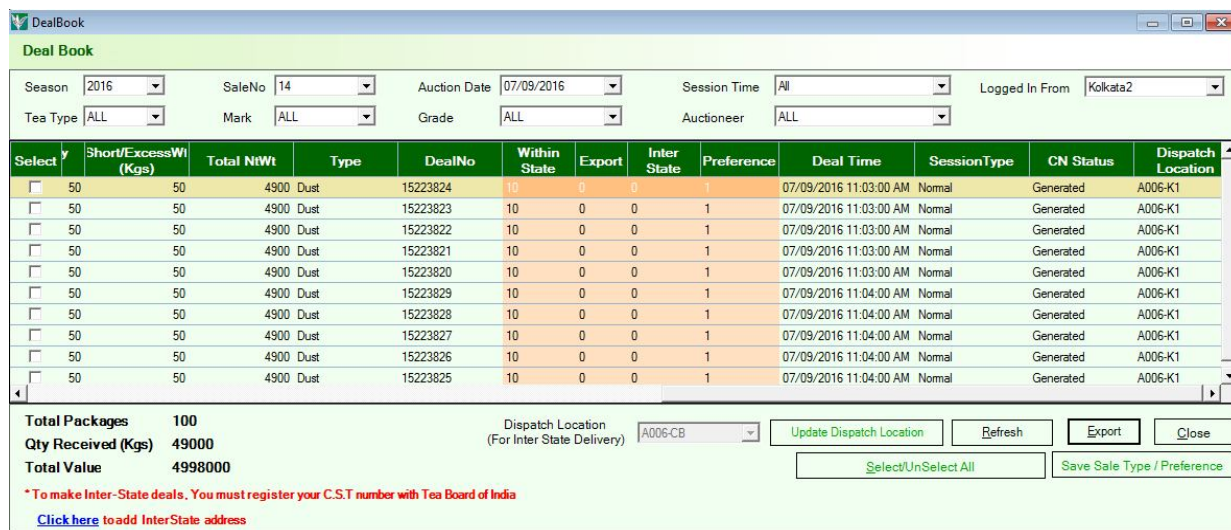 DealBook
Deal Book
Season 2016 SaleNo 14 Auction Date 07/09/2016 Session Time All Logged In From Kolkata2
Tea Type ALL Mark ALL Grade ALL Auctioneer ALL
Select y Short/ExcessWt (Kgs) Total NtWt Type DealNo Within State Export Inter State Preference Deal Time SessionType CN Status Dispatch Location
50 50 4900 Dust 15223824 10 0 0 1 07/09/2016 11:03:00 AM Normal Generated A006-K1
50 50 4900 Dust 15223823 10 0 0 1 07/09/2016 11:03:00 AM Normal Generated A006-K1
50 50 4900 Dust 15223822 10 0 0 1 07/09/2016 11:03:00 AM Normal Generated A006-K1
50 50 4900 Dust 15223821 10 0 0 1 07/09/2016 11:03:00 AM Normal Generated A006-K1
50 50 4900 Dust 15223820 10 0 0 1 07/09/2016 11:03:00 AM Normal Generated A006-K1
50 50 4900 Dust 15223829 10 0 0 1 07/09/2016 11:04:00 AM Normal Generated A006-K1
50 50 4900 Dust 15223828 10 0 0 1 07/09/2016 11:04:00 AM Normal Generated A006-K1
50 50 4900 Dust 15223827 10 0 0 1 07/09/2016 11:04:00 AM Normal Generated A006-K1
50 50 4900 Dust 15223826 10 0 0 1 07/09/2016 11:04:00 AM Normal Generated A006-K1
50 50 4900 Dust 15223825 10 0 0 1 07/09/2016 11:04:00 AM Normal Generated A006-K1
Total Packages 100
Qty Received (Kgs) 49000
Total Value 4998000
Dispatch Location
(For Inter State Delivery) A006-CB Update Dispatch Location Refresh Export Close
Select/UnSelect All Save Sale Type / Preference
* To make Inter-State deals, You must register your C.S.T number with Tea Board of India
Click here to add InterState address